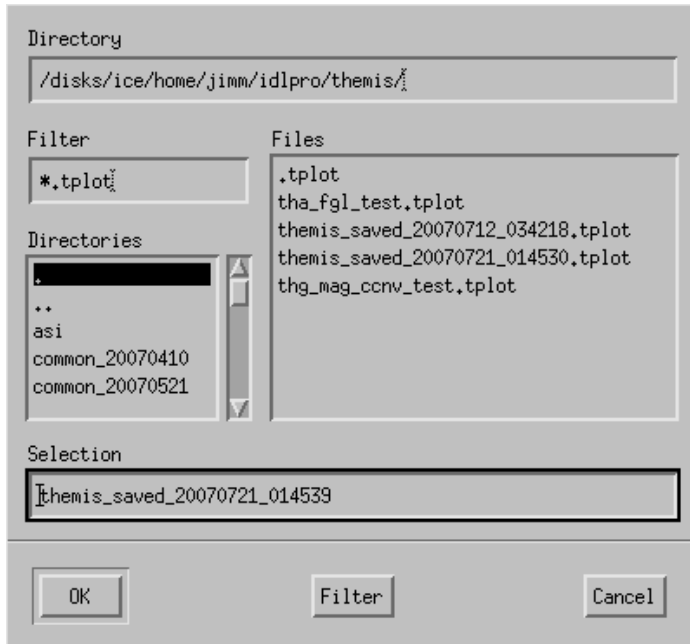 Directory
/disks/ice/home/jimm/idlpro/themis/
Filter
*.tplot
Files
.tplot
tha_fgl_test.tplot
themis_saved_20070712_034218.tplot
themis_saved_20070721_014530.tplot
thg_mag_ccnv_test.tplot
Directories
.
..
asi
common_20070410
common_20070521
Selection
themis_saved_20070721_014539
OK
Filter
Cancel